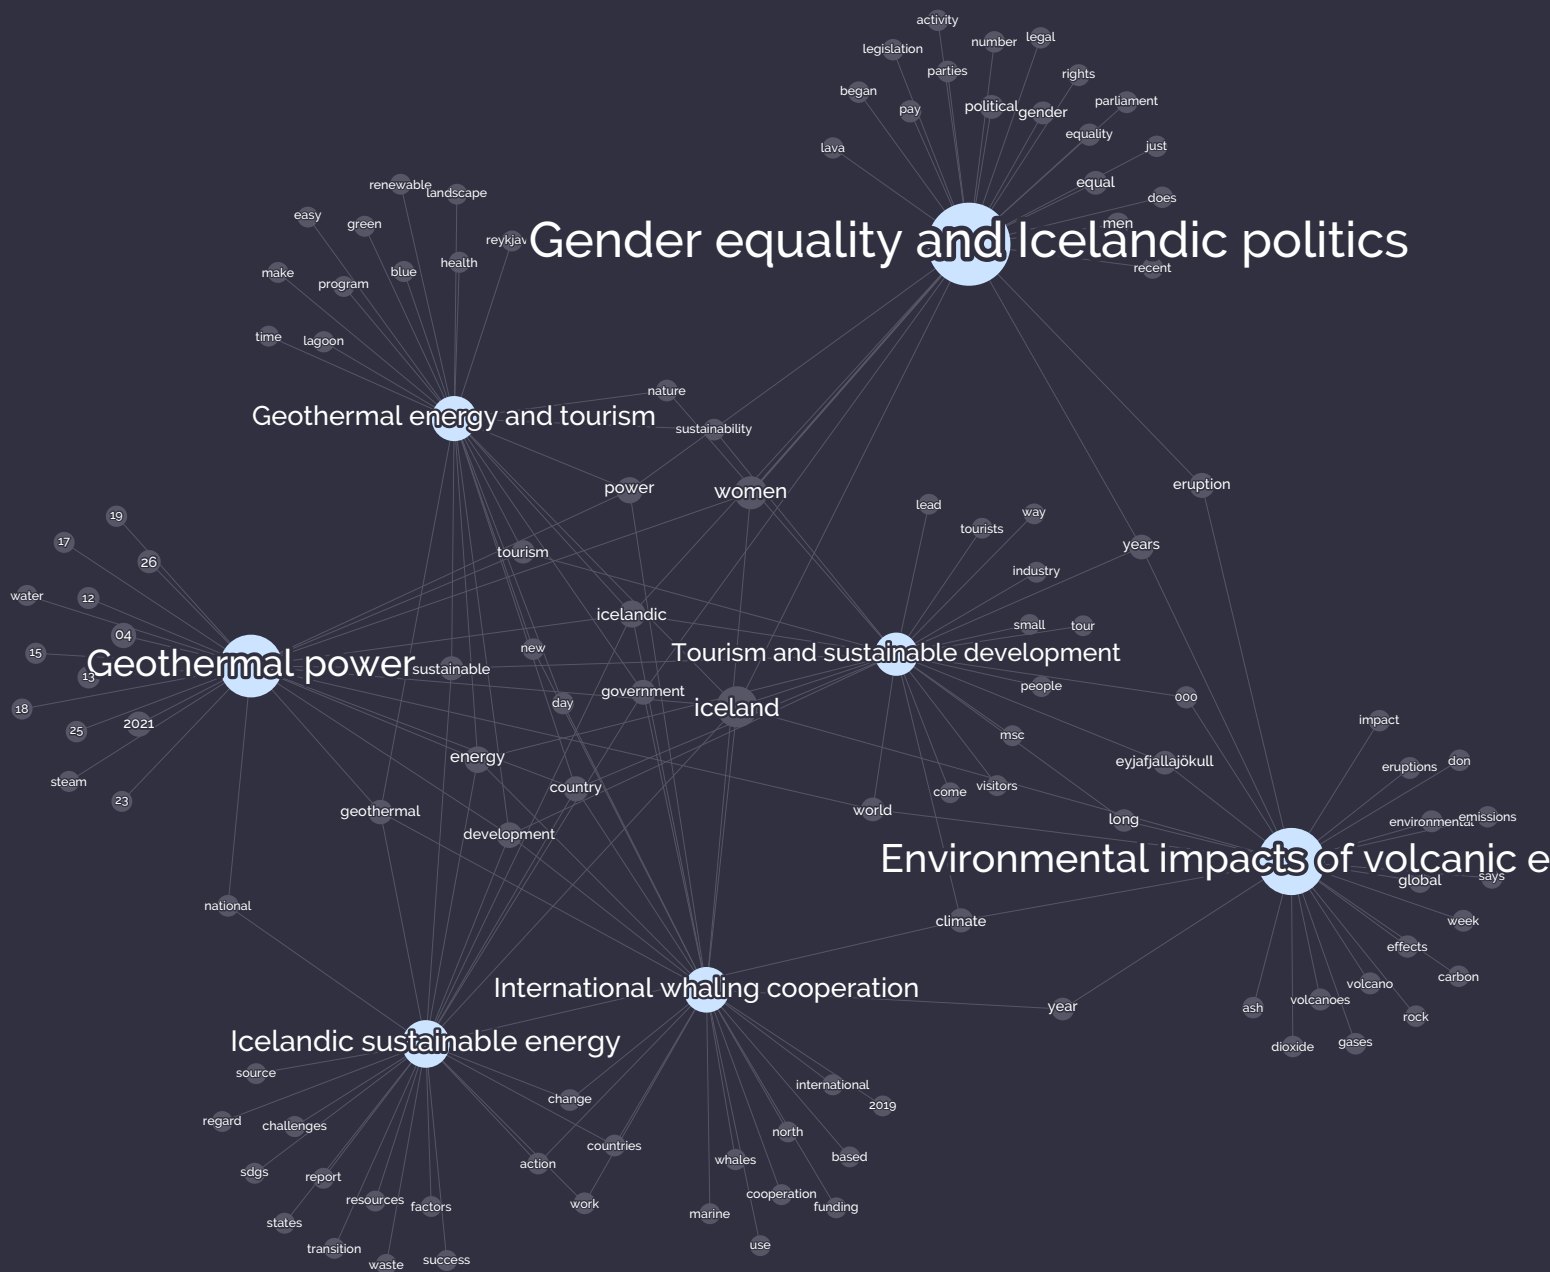 activity
number
legal
legislation
parties
rights
began
pay
political
gender
parliament
equality
lava
just
equal
does
men
recent
Gender equality and Icelandic politics
renewable
landscape
easy
green
reykjav
health
make
blue
program
time
lagoon
Geothermal energy and tourism
nature
sustainability
power
women
eruption
lead
tourists
way
years
industry
tourism
19
17
26
water
12
04
15
13
18
25
2021
steam
23
Geothermal power
sustainable
icelandic
new
government
day
iceland
small
tour
Tourism and sustainable development
people
000
msc
eyjafjallajökull
come
visitors
world
long
energy
country
geothermal
development
impact
eruptions
don
environmental
emissions
Environmental impacts of volcanic e
global
says
week
effects
carbon
volcano
volcanoes
ash
rock
gases
dioxide
national
climate
year
International whaling cooperation
Icelandic sustainable energy
source
change
international
2019
regard
challenges
north
countries
based
action
whales
sdgs
report
resources
factors
work
cooperation
funding
marine
states
transition
use
waste
success